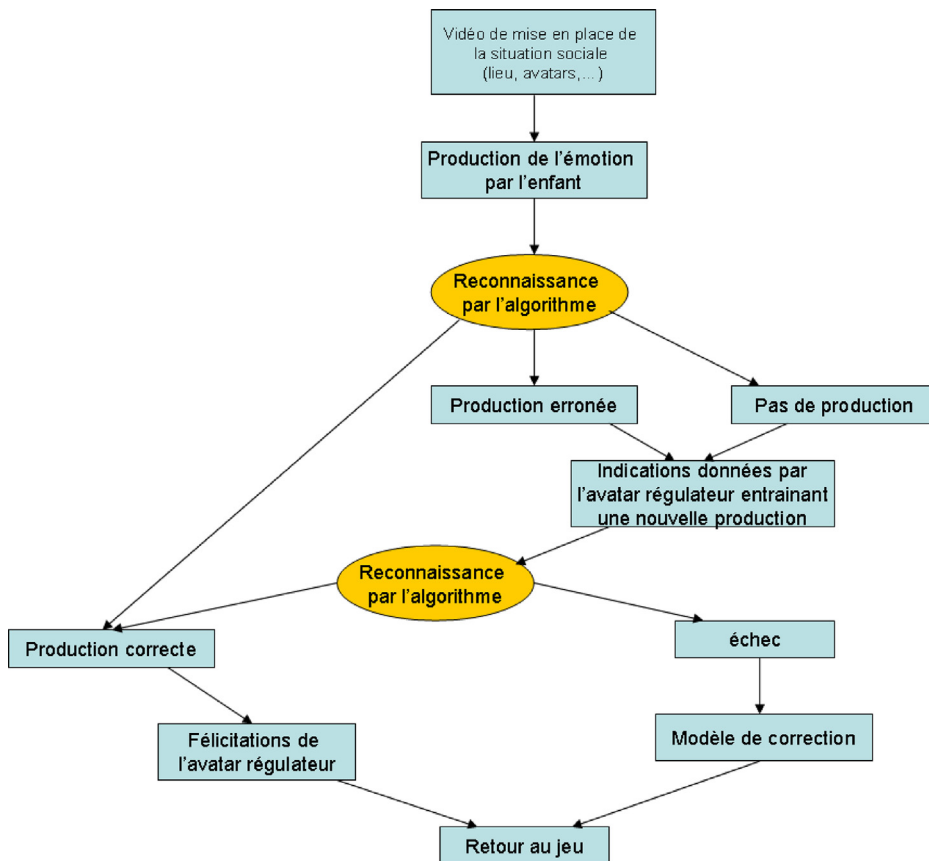 Vidéo de mise en place de
la situation sociale
(lieu, avatars,...)
Production de l'émotion
par l'enfant
Reconnaissance
par l'algorithme
Production erronée
Pas de production
Indications données par
l'avatar régulateur entrainant
une nouvelle production
Reconnaissance
par l'algorithme
Production correcte
échec
Félicitations de
l'avatar régulateur
Modèle de correction
Retour au jeu